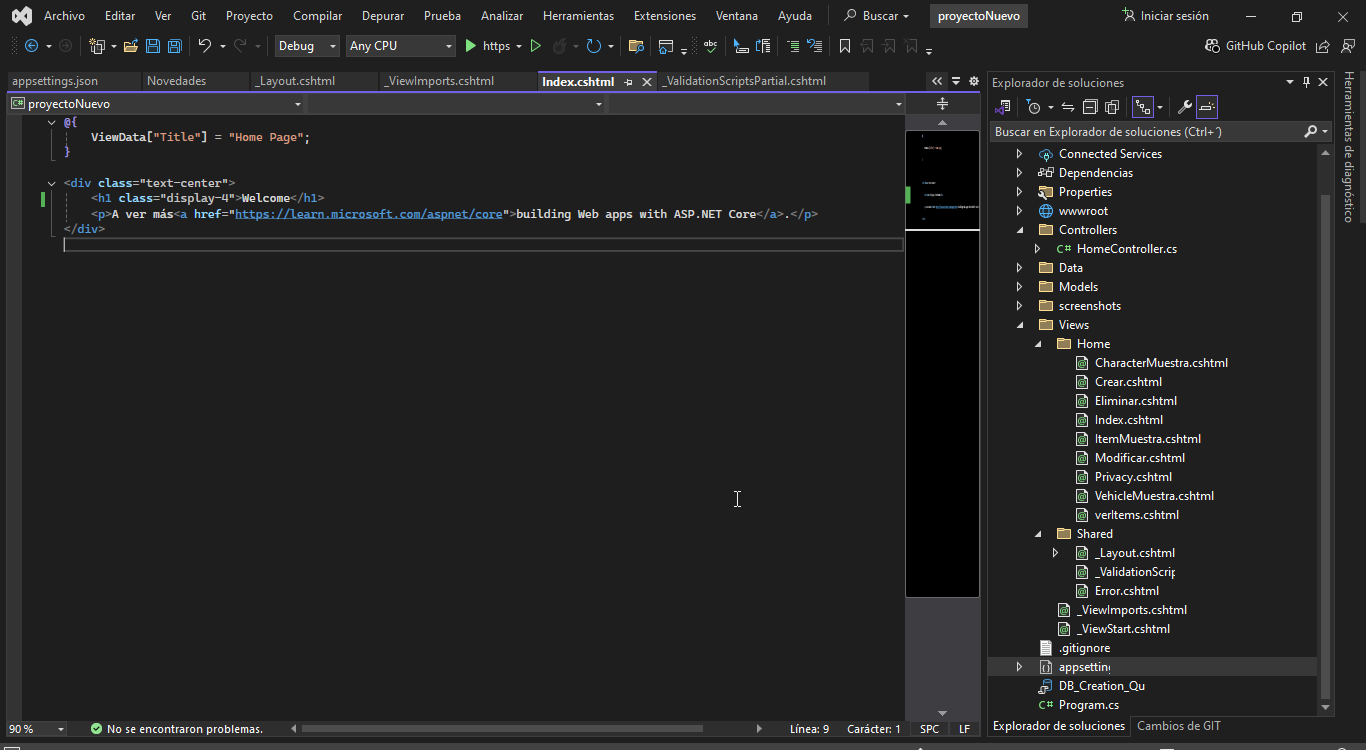 Archivo Editar Ver Git Proyecto Compilar Depurar Prueba Analizar Herramientas Extensiones Ventana Ayuda Buscar proyectoNuevo Iniciar sesión
Debug Any CPU https GitHub Copilot
appsettings.json Novedades _Layout.cshtml _ViewImports.cshtml Index.cshtml _ValidationScriptsPartial.cshtml
C# proyectoNuevo
@{
ViewData["Title"] = "Home Page";
}
<div class="text-center">
<h1 class="display-4">Welcome</h1>
<p>A ver más<a href="https://learn.microsoft.com/aspnet/core">building Web apps with ASP.NET Core</a>.</p>
</div>
90 % No se encontraron problemas. Línea: 9 Carácter: 1 SPC LF
Explorador de soluciones
Buscar en Explorador de soluciones (Ctrl+´)
Connected Services
Dependencias
Properties
wwwroot
Controllers
C# HomeController.cs
Data
Models
screenshots
Views
Home
CharacterMuestra.cshtml
Crear.cshtml
Eliminar.cshtml
Index.cshtml
ItemMuestra.cshtml
Modificar.cshtml
Privacy.cshtml
VehicleMuestra.cshtml
verItems.cshtml
Shared
_Layout.cshtml
_ValidationScrip
Error.cshtml
_ViewImports.cshtml
_ViewStart.cshtml
.gitignore
appsettin
DB_Creation_Qu
C# Program.cs
Explorador de soluciones Cambios de GIT
Herramientas de diagnóstico